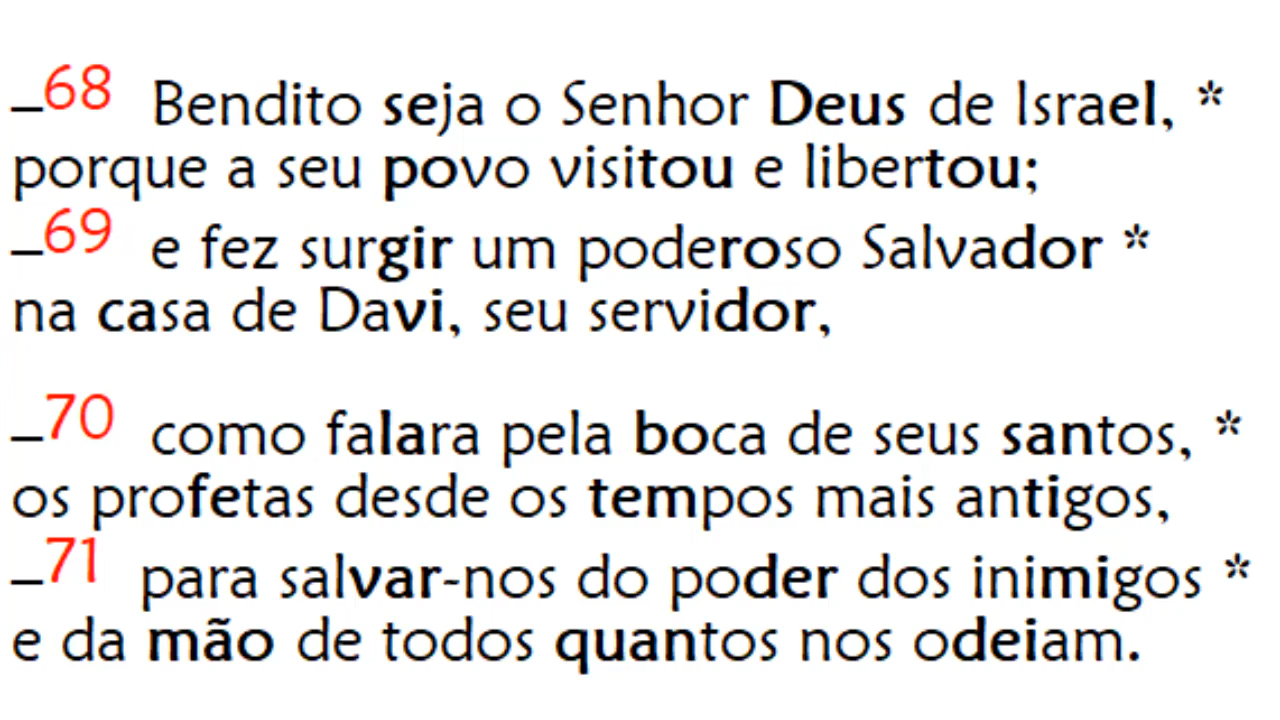 –68 Bendito seja o Senhor Deus de Israel, *
porque a seu povo visitou e libertou;
–69 e fez surgir um poderoso Salvador *
na casa de Davi, seu servidor,
–70 como falara pela boca de seus santos, *
os profetas desde os tempos mais antigos,
–71 para salvar-nos do poder dos inimigos *
e da mão de todos quantos nos odeiam.